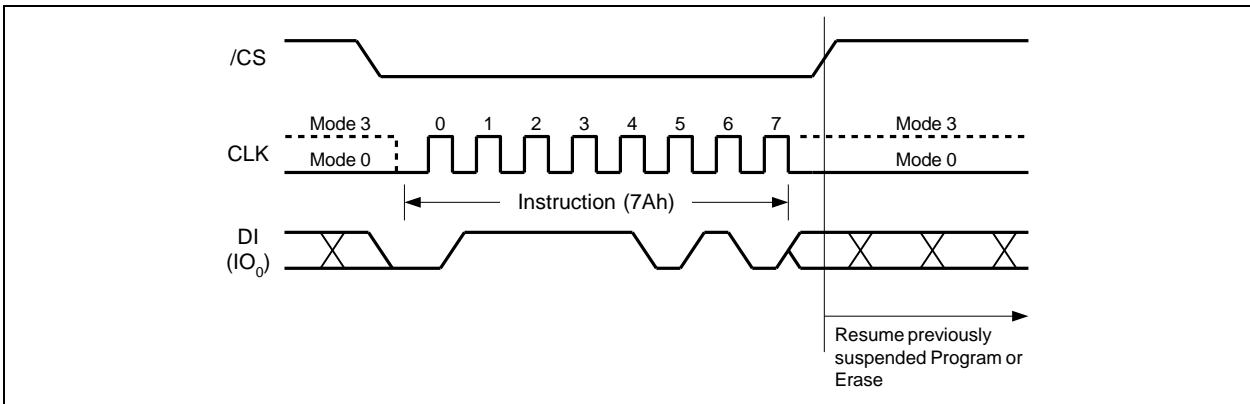 /CS
Mode 3 0 1 2 3 4 5 6 7 Mode 3
CLK
Mode 0 Mode 0
Instruction (7Ah)
DI
(IO0)
Resume previously
suspended Program or
Erase